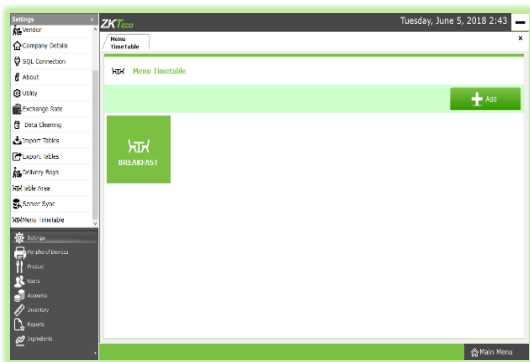 Settings
Vendor
Company Details
SQL Connection
About
Utility
Exchange Rate
Data Cleaning
Import Tables
Export Tables
Delivery Boys
Table Area
Server Sync
Menu Timetable
Settings
Peripheral Devices
Product
Users
Accounts
Inventory
Reports
Ingredients
ZKTeco
Tuesday, June 5, 2018 2:43
Menu
TimeTable
x
Menu Timetable
Add
BREAKFAST
Main Menu